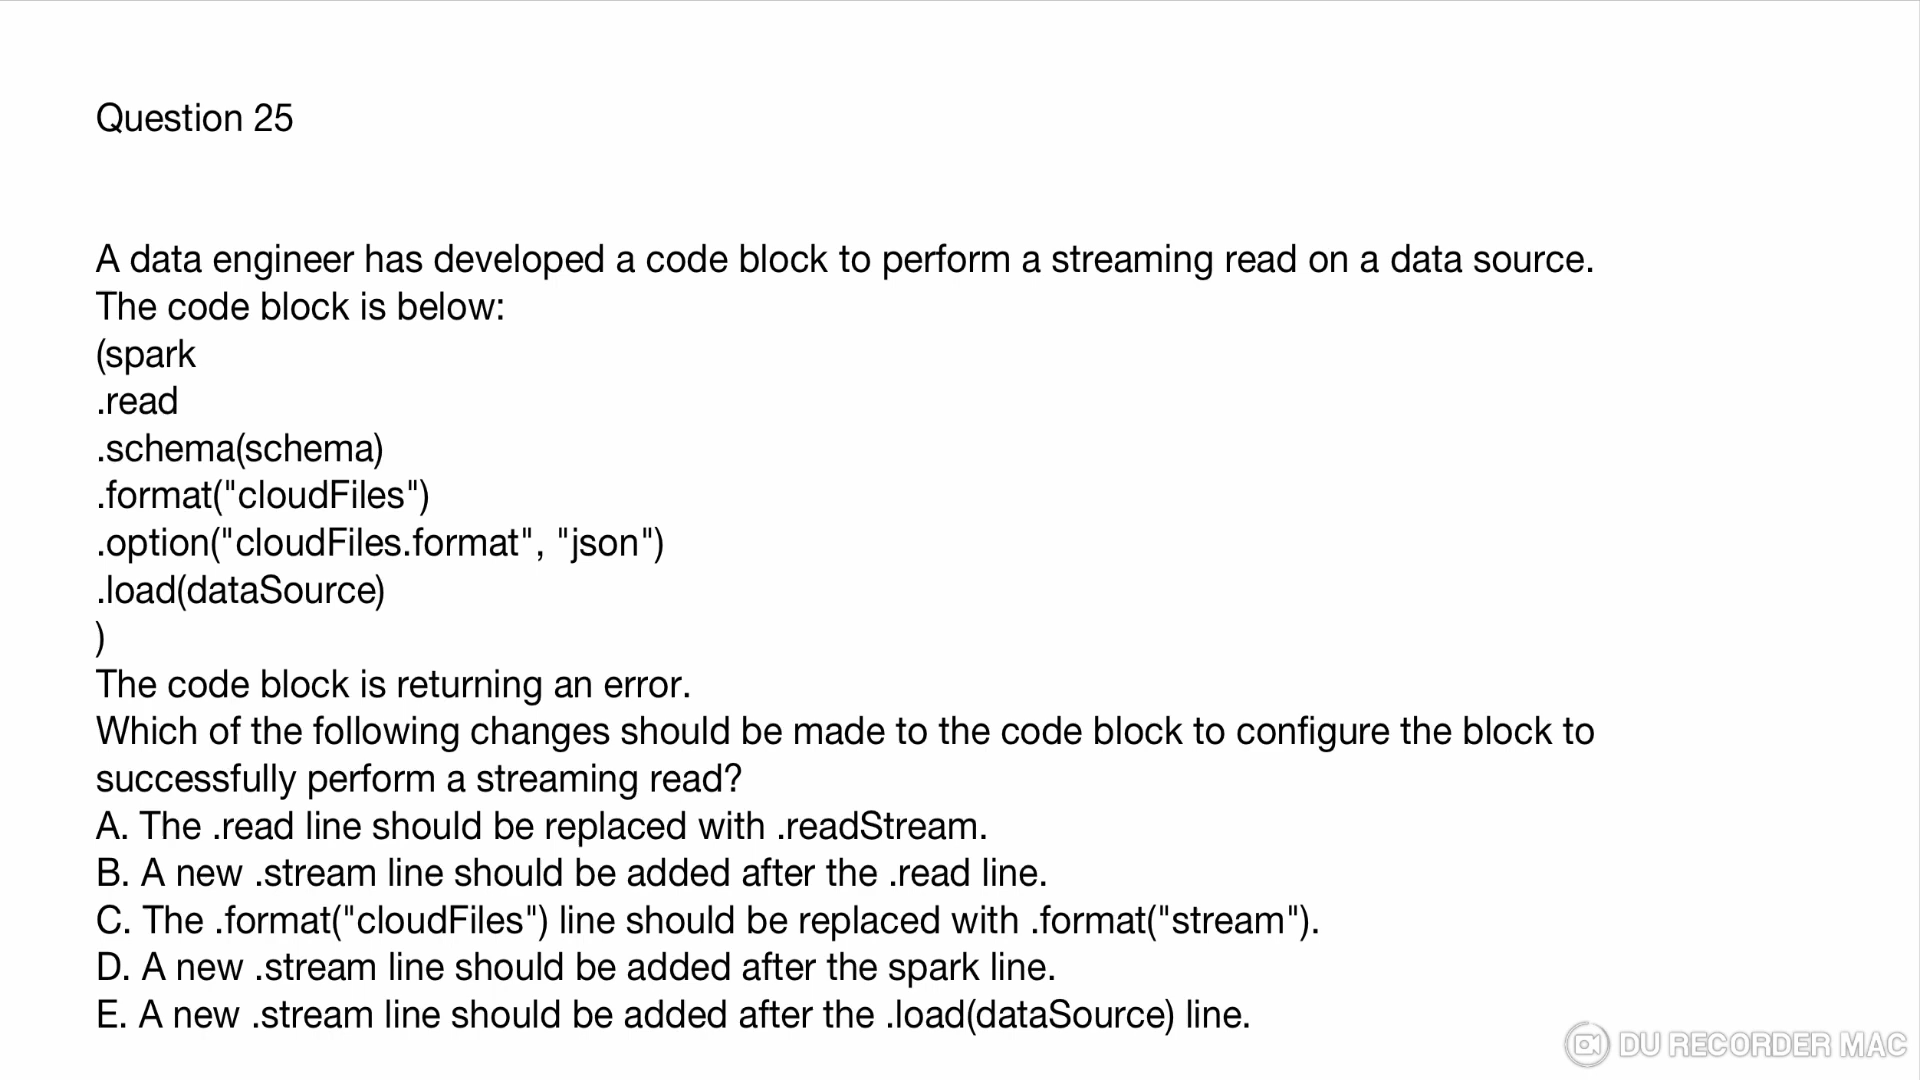 Question 25
A data engineer has developed a code block to perform a streaming read on a data source.
The code block is below:
(spark
.read
.schema(schema)
.format("cloudFiles")
.option("cloudFiles.format", "json")
.load(dataSource)
)
The code block is returning an error.
Which of the following changes should be made to the code block to configure the block to
successfully perform a streaming read?
A. The .read line should be replaced with .readStream.
B. A new .stream line should be added after the .read line.
C. The .format("cloudFiles") line should be replaced with .format("stream").
D. A new .stream line should be added after the spark line.
E. A new .stream line should be added after the .load(dataSource) line.
DU RECORDER MAC